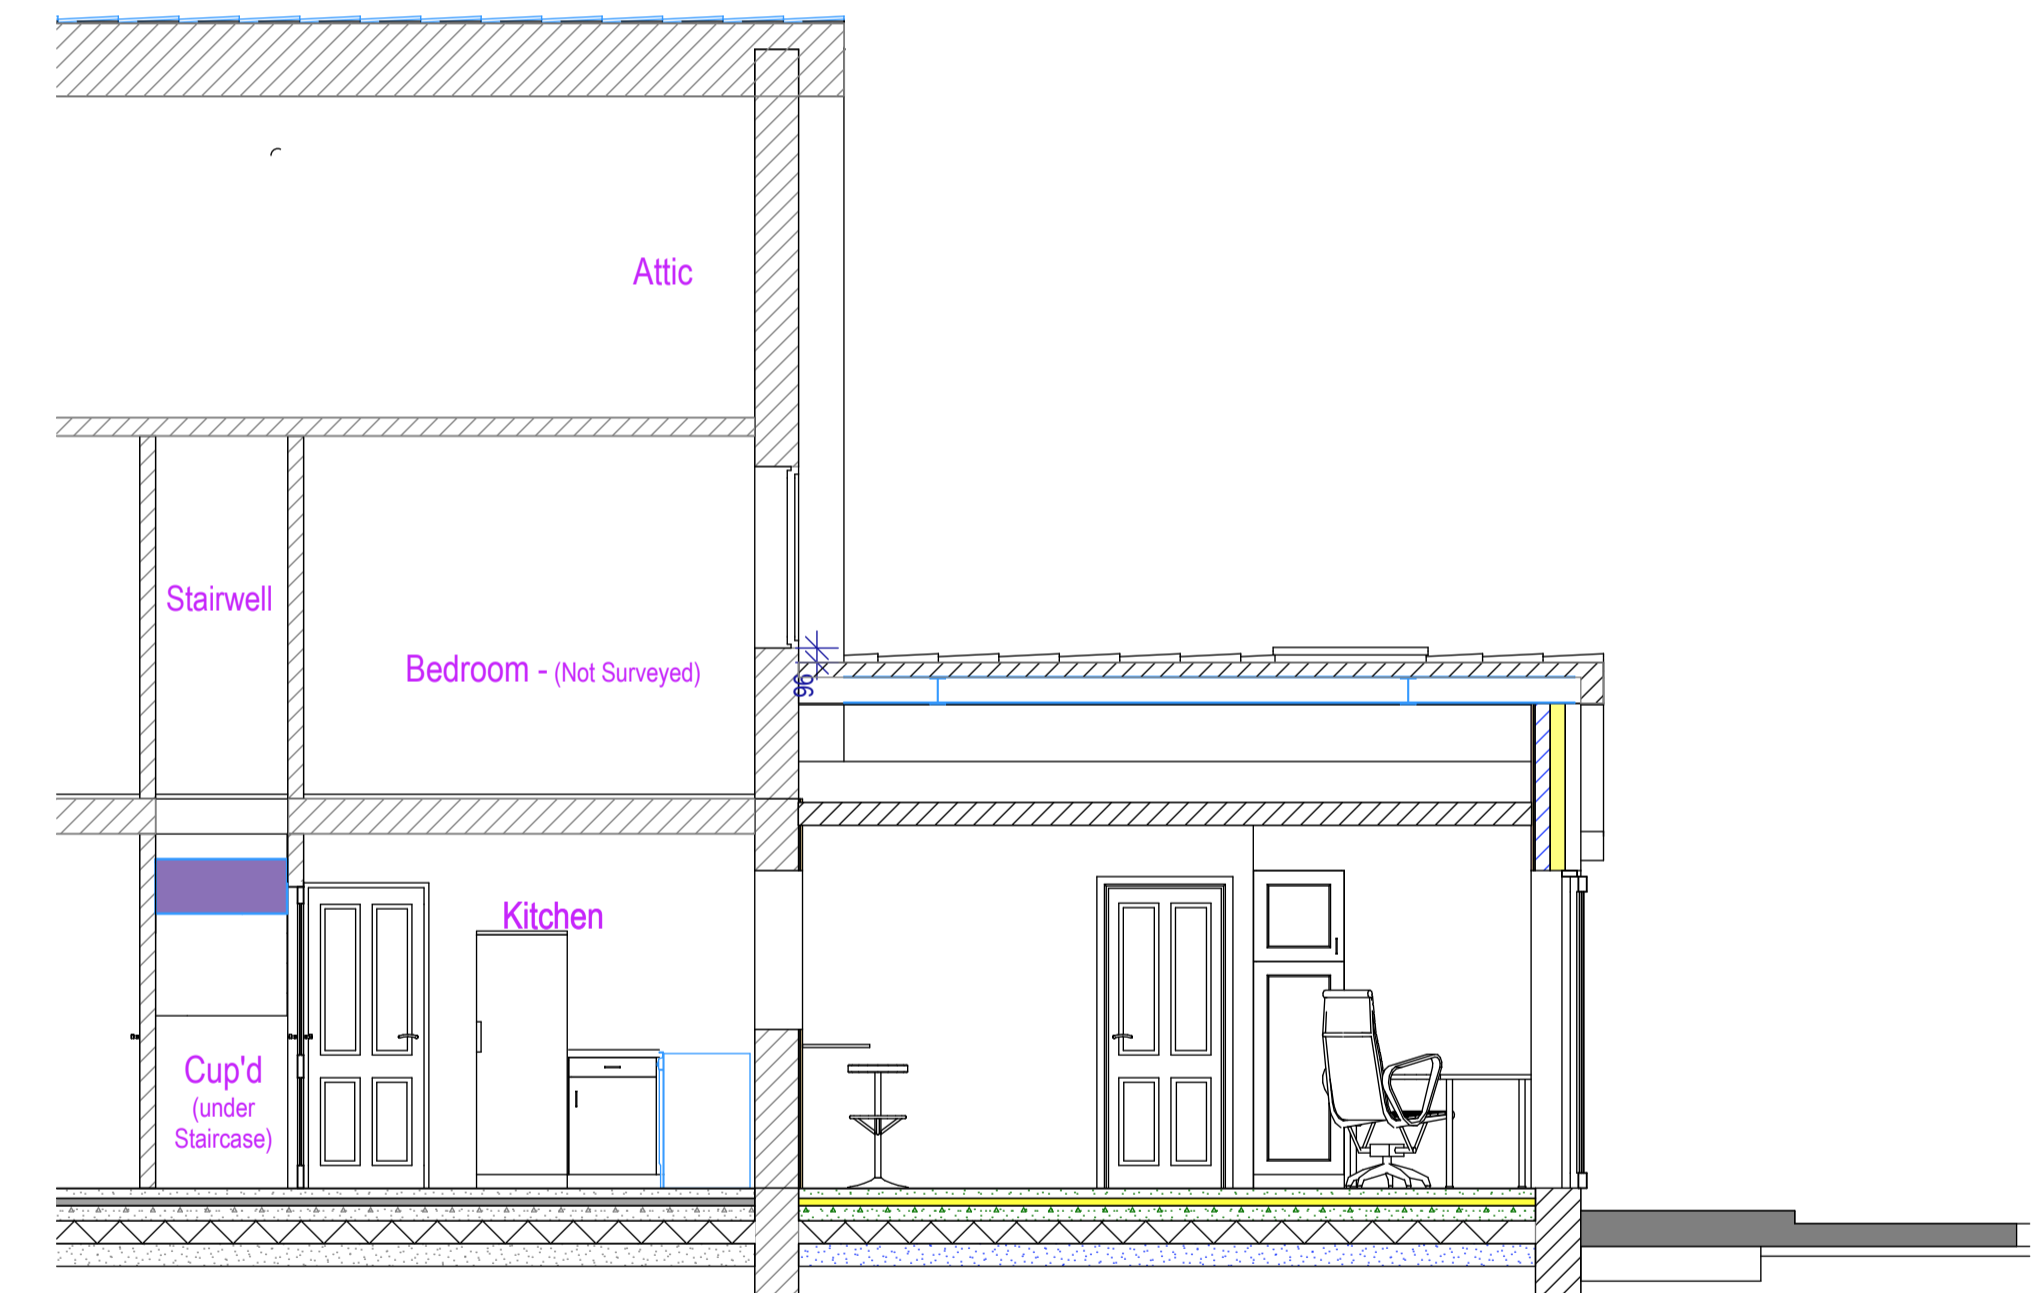 Attic
Stairwell
Bedroom - (Not Surveyed)
96
Kitchen
Cup'd
(under
Staircase)